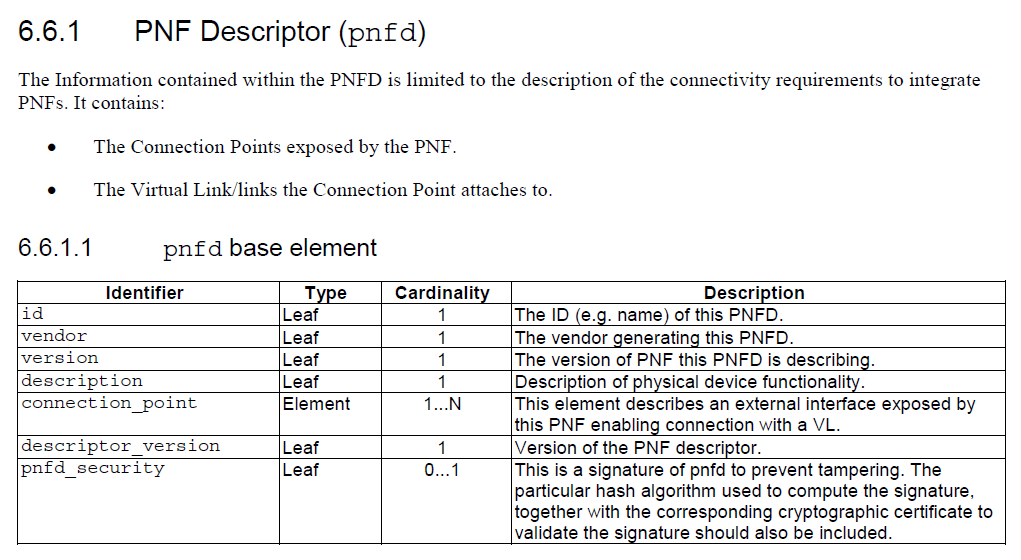 6.6.1 PNF Descriptor (pnfd)
The Information contained within the PNFD is limited to the description of the connectivity requirements to integrate
PNFs. It contains:
• The Connection Points exposed by the PNF.
• The Virtual Link/links the Connection Point attaches to.
6.6.1.1 pnfd base element
Identifier Type Cardinality Description
id Leaf 1 The ID (e.g. name) of this PNFD.
vendor Leaf 1 The vendor generating this PNFD.
version Leaf 1 The version of PNF this PNFD is describing.
description Leaf 1 Description of physical device functionality.
connection_point Element 1...N This element describes an external interface exposed by
this PNF enabling connection with a VL.
descriptor_version Leaf 1 Version of the PNF descriptor.
pnfd_security Leaf 0...1 This is a signature of pnfd to prevent tampering. The
particular hash algorithm used to compute the signature,
together with the corresponding cryptographic certificate to
validate the signature should also be included.